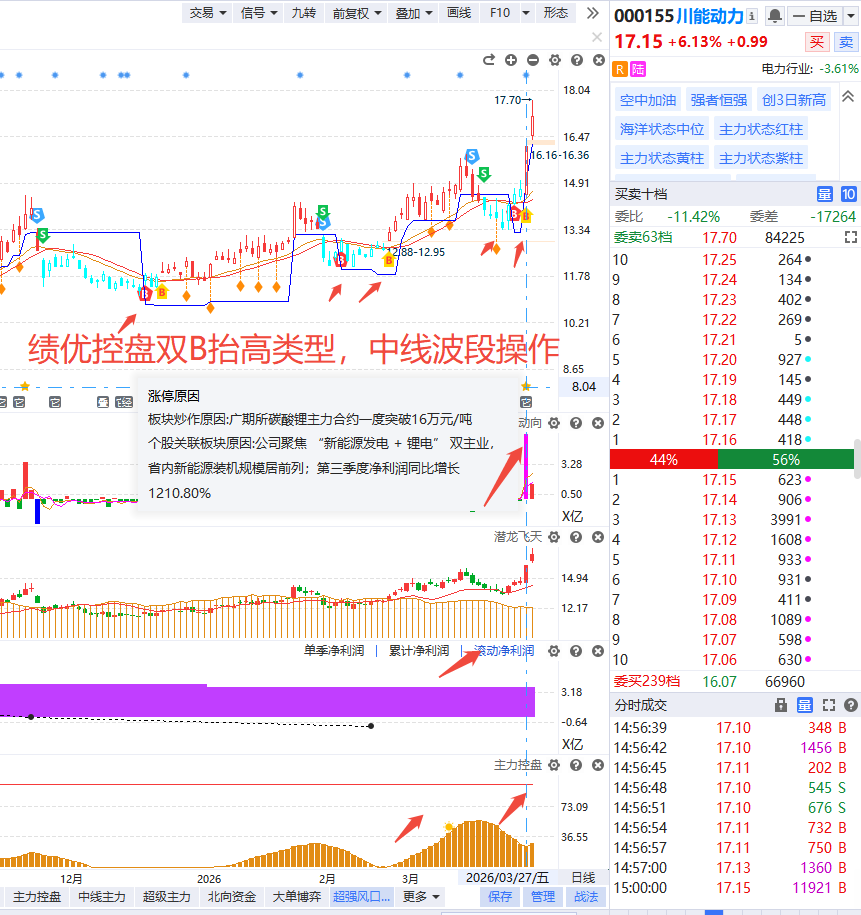 交易 信号 九转 前复权 叠加 画线 F10 形态
000155川能动力
自选
17.15 +6.13% +0.99
买 卖
R 陆
电力行业: -3.61%
空中加油 强者恒强 创3日新高
海洋状态中位 主力状态红柱
主力状态黄柱 主力状态紫柱
买卖十档 量 10
委比 -11.42% 委差 -17264
委卖63档 17.70 84225
10 17.25 264
9 17.24 134
8 17.23 402
7 17.22 269
6 17.21 5
5 17.20 927
4 17.19 145
3 17.18 449
2 17.17 448
1 17.16 418
44% 56%
1 17.15 623
2 17.14 906
3 17.13 3991
4 17.12 1608
5 17.11 933
6 17.10 931
7 17.09 411
8 17.08 1089
9 17.07 598
10 17.06 630
委买239档 16.07 66960
分时成交 量
14:56:39 17.10 348 B
14:56:42 17.10 1456 B
14:56:45 17.11 202 B
14:56:48 17.10 545 S
14:56:51 17.10 676 S
14:56:54 17.11 732 B
14:56:57 17.11 750 B
14:57:00 17.13 1360 B
15:00:00 17.15 11921 B
18.04
17.70
16.47
16.16-16.36
14.91
13.34
12.88-12.95
11.78
10.21
绩优控盘双B抬高类型，中线波段操作
8.65
8.04
涨停原因
板块炒作原因:广期所碳酸锂主力合约一度突破16万元/吨
个股关联板块原因:公司聚焦 “新能源发电 + 锂电” 双主业，
省内新能源装机规模居前列；第三季度净利润同比增长
1210.80%
动向
3.28
0.50
X亿
潜龙飞天
14.94
12.17
单季净利润 | 累计净利润 | 滚动净利润
3.18
-0.64
X亿
主力控盘
73.09
36.55
12月 2026 2月 3月 2026/03/27/五 日线
主力控盘 中线主力 超级主力 北向资金 大单博弈 超强风口... 更多 保存 管理 战法